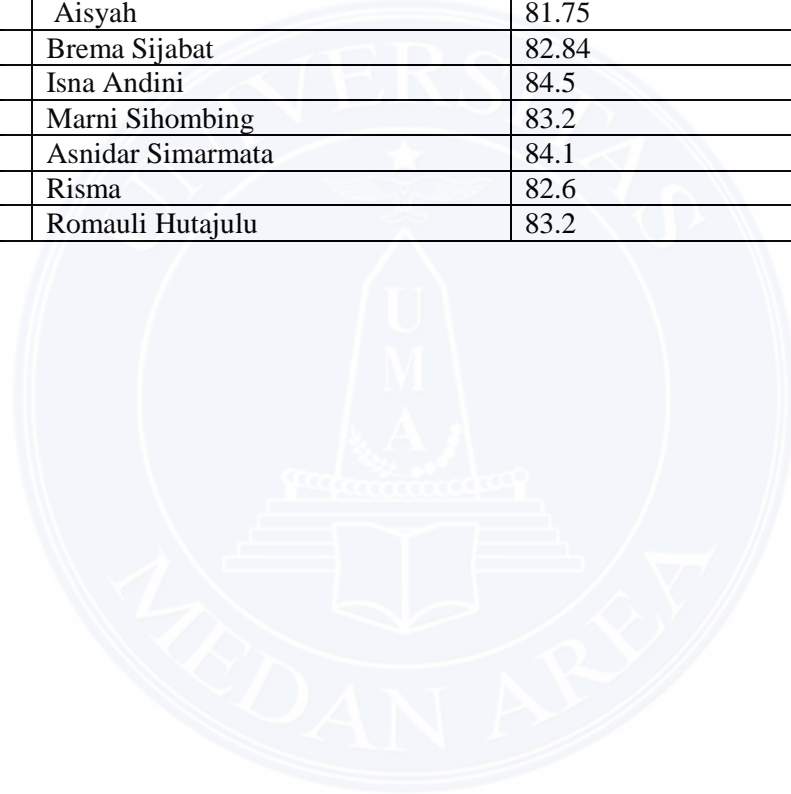 Aisyah 81.75
Brema Sijabat 82.84
Isna Andini 84.5
Marni Sihombing 83.2
Asnidar Simarmata 84.1
Risma 82.6
Romauli Hutajulu 83.2
UNIVERSITAS
U
M
A
MEDAN AREA